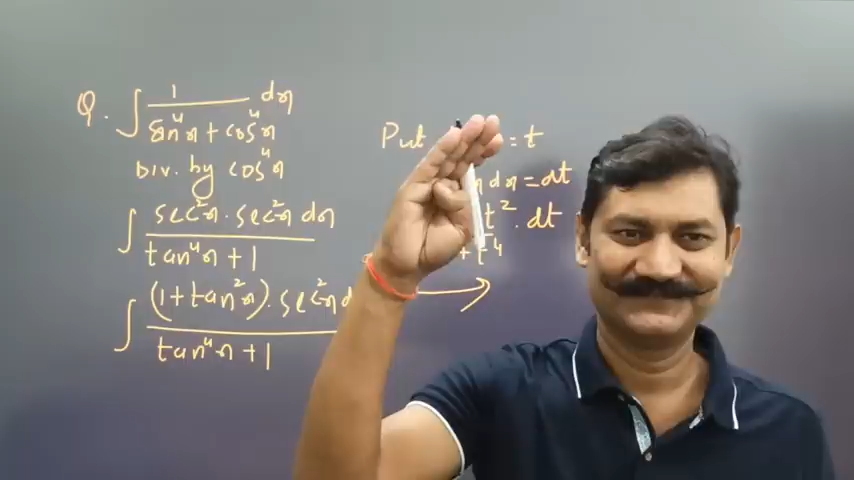 Q. ∫ 1 / (sin⁴x + cos⁴x) dx
Div. by cos⁴x
∫ sec²x · sec²x dx / (tan⁴x + 1)
∫ (1 + tan²x) · sec²x d / (tan⁴x + 1)
Put = t
x dx = dt
t² · dt
+ t⁴